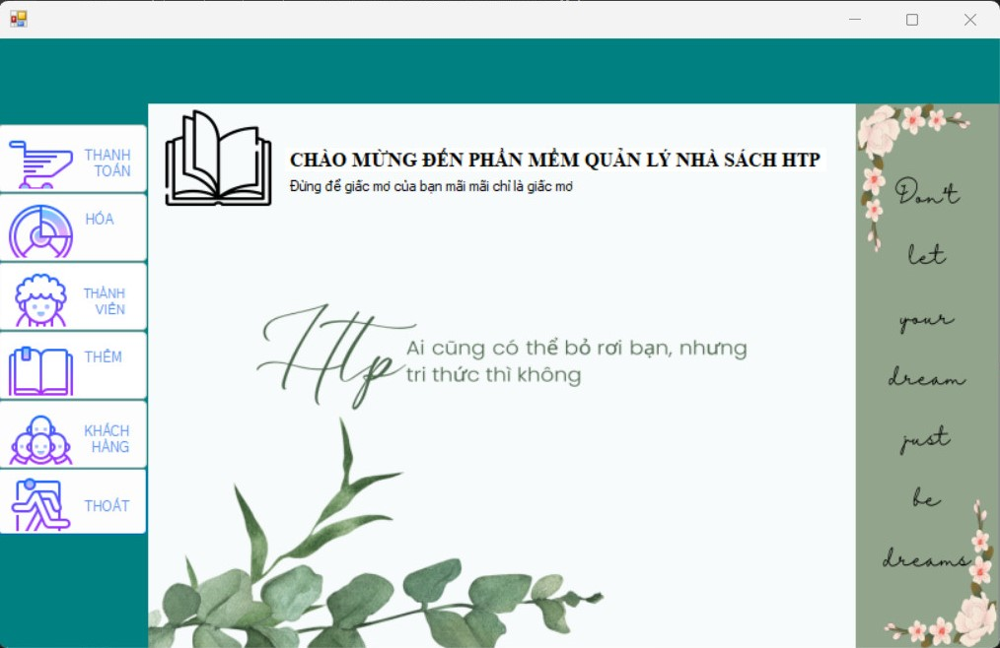 CHÀO MỪNG ĐẾN PHẦN MỀM QUẢN LÝ NHÀ SÁCH HTP
Đừng để giấc mơ của bạn mãi mãi chỉ là giấc mơ
THANH
TOÁN
HÓA
THÀNH
VIÊN
THÊM
KHÁCH
HÀNG
THOÁT
Htp
Ai cũng có thể bỏ rơi bạn, nhưng
tri thức thì không
Don't
let
your
dream
just
be
dreams